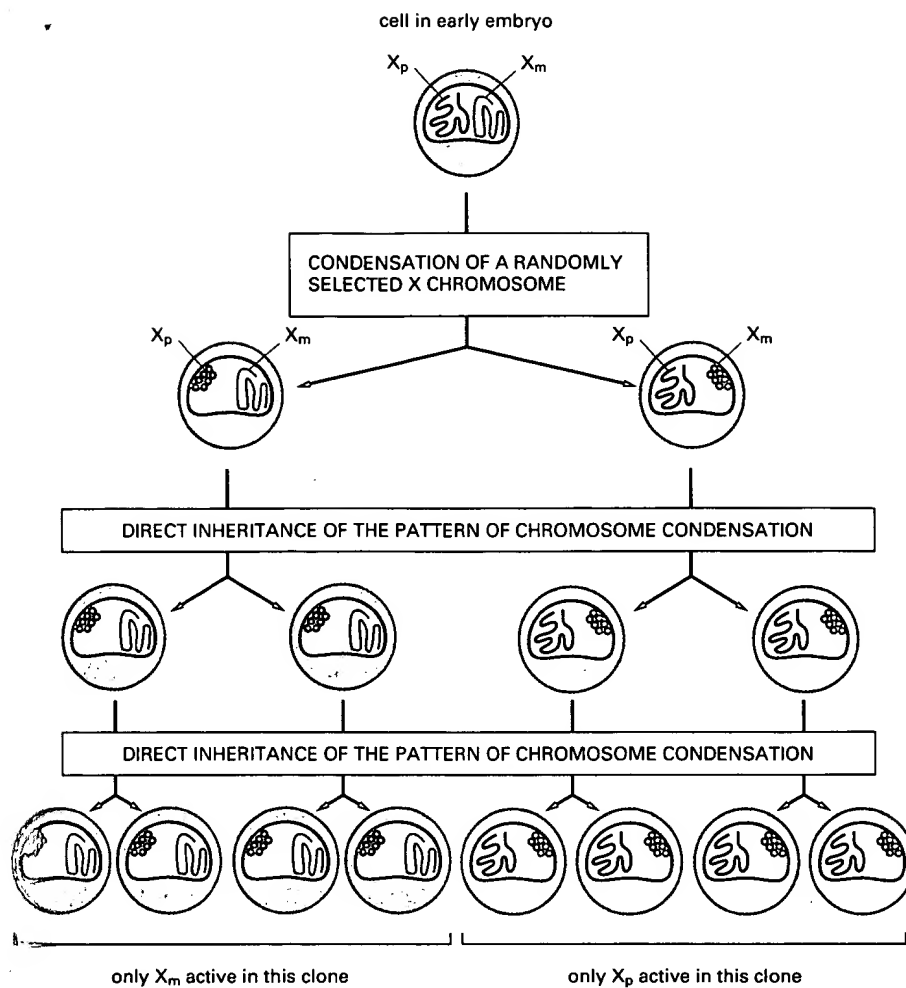 cell in early embryo
Xp Xm
CONDENSATION OF A RANDOMLY
SELECTED X CHROMOSOME
Xp Xm Xp Xm
DIRECT INHERITANCE OF THE PATTERN OF CHROMOSOME CONDENSATION
DIRECT INHERITANCE OF THE PATTERN OF CHROMOSOME CONDENSATION
only Xm active in this clone only Xp active in this clone